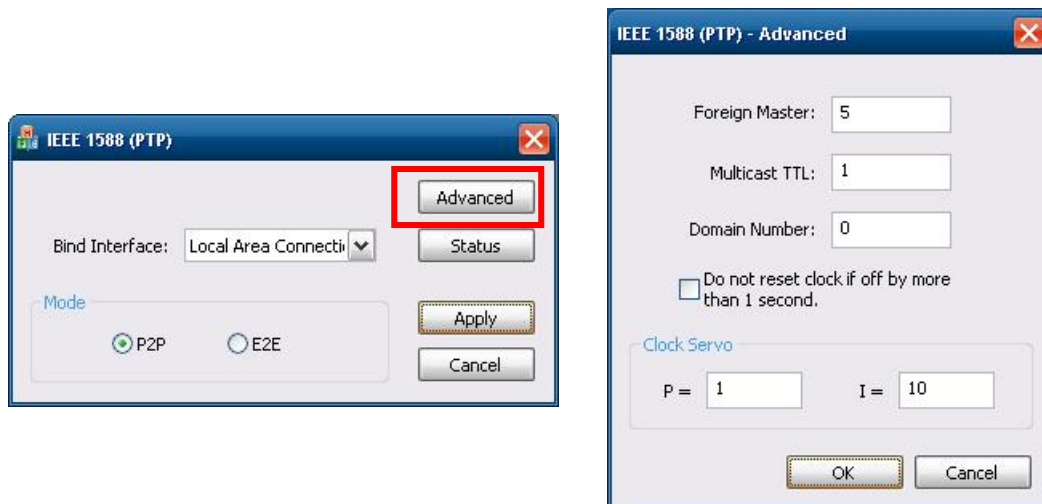 IEEE 1588 (PTP)
Advanced
Bind Interface: Local Area Connecti
Status
Mode
P2P E2E
Apply
Cancel
IEEE 1588 (PTP) - Advanced
Foreign Master: 5
Multicast TTL: 1
Domain Number: 0
Do not reset clock if off by more
than 1 second.
Clock Servo
P = 1 I = 10
OK Cancel